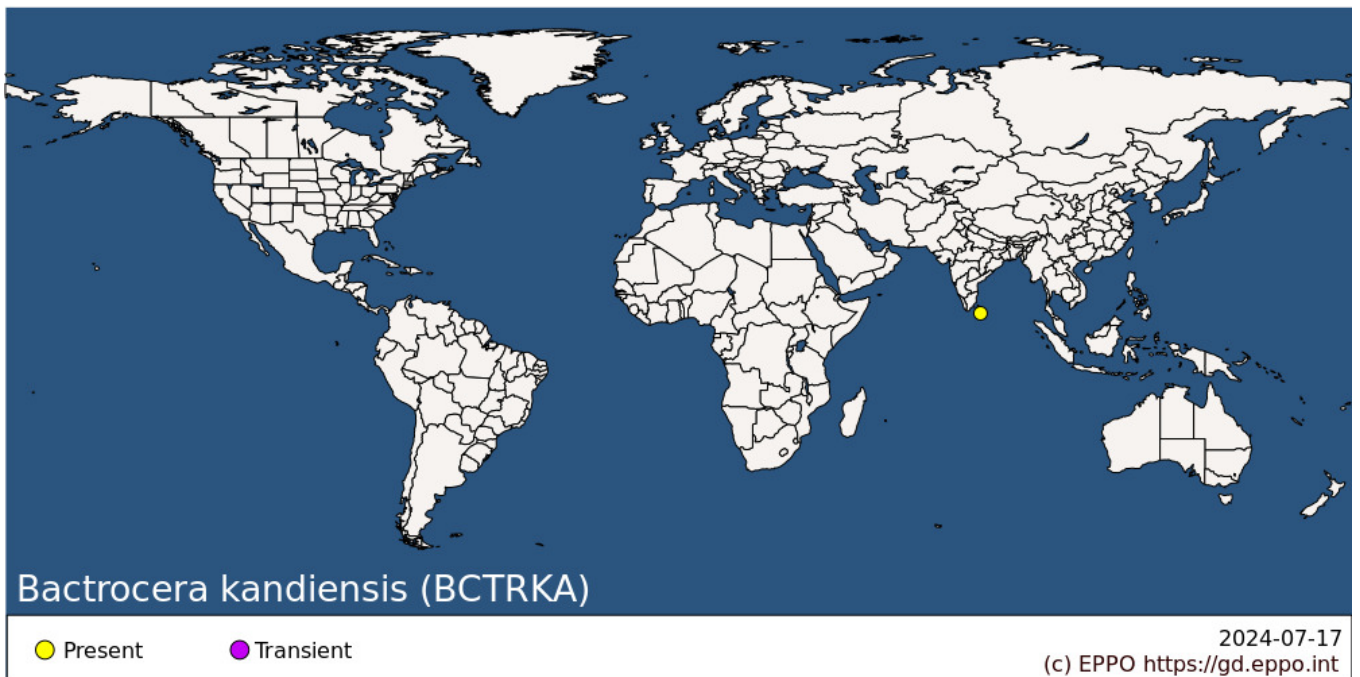 Bactrocera kandiensis (BCTRKA)
Present
Transient
2024-07-17
(c) EPPO https://gd.eppo.int